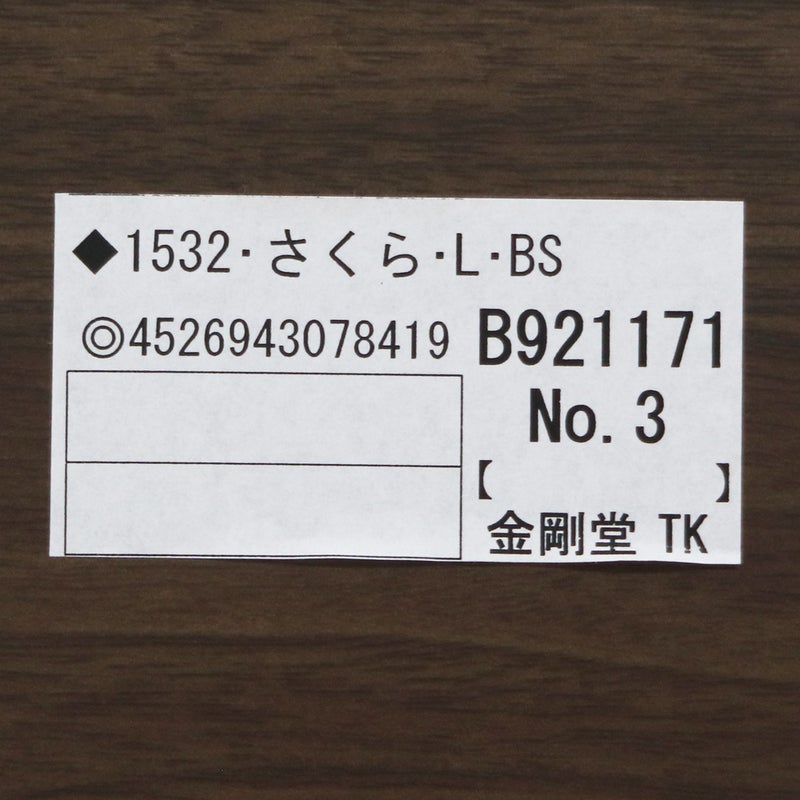 ◆1532・さくら・L・BS
◎4526943078419
B921171
No.3
【 】
金剛堂 TK